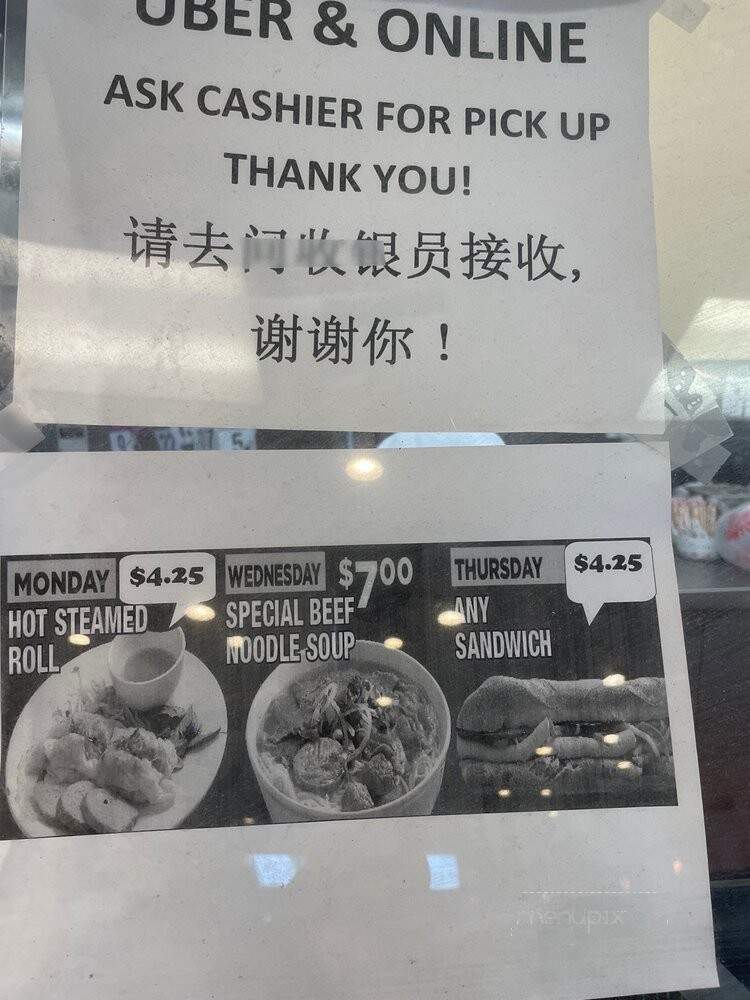 UBER & ONLINE
ASK CASHIER FOR PICK UP
THANK YOU!
请去 银员接收,
谢谢你！
MONDAY $4.25
HOT STEAMED
ROLL
WEDNESDAY $7.00
SPECIAL BEEF
NOODLE SOUP
THURSDAY $4.25
ANY
SANDWICH
menupix